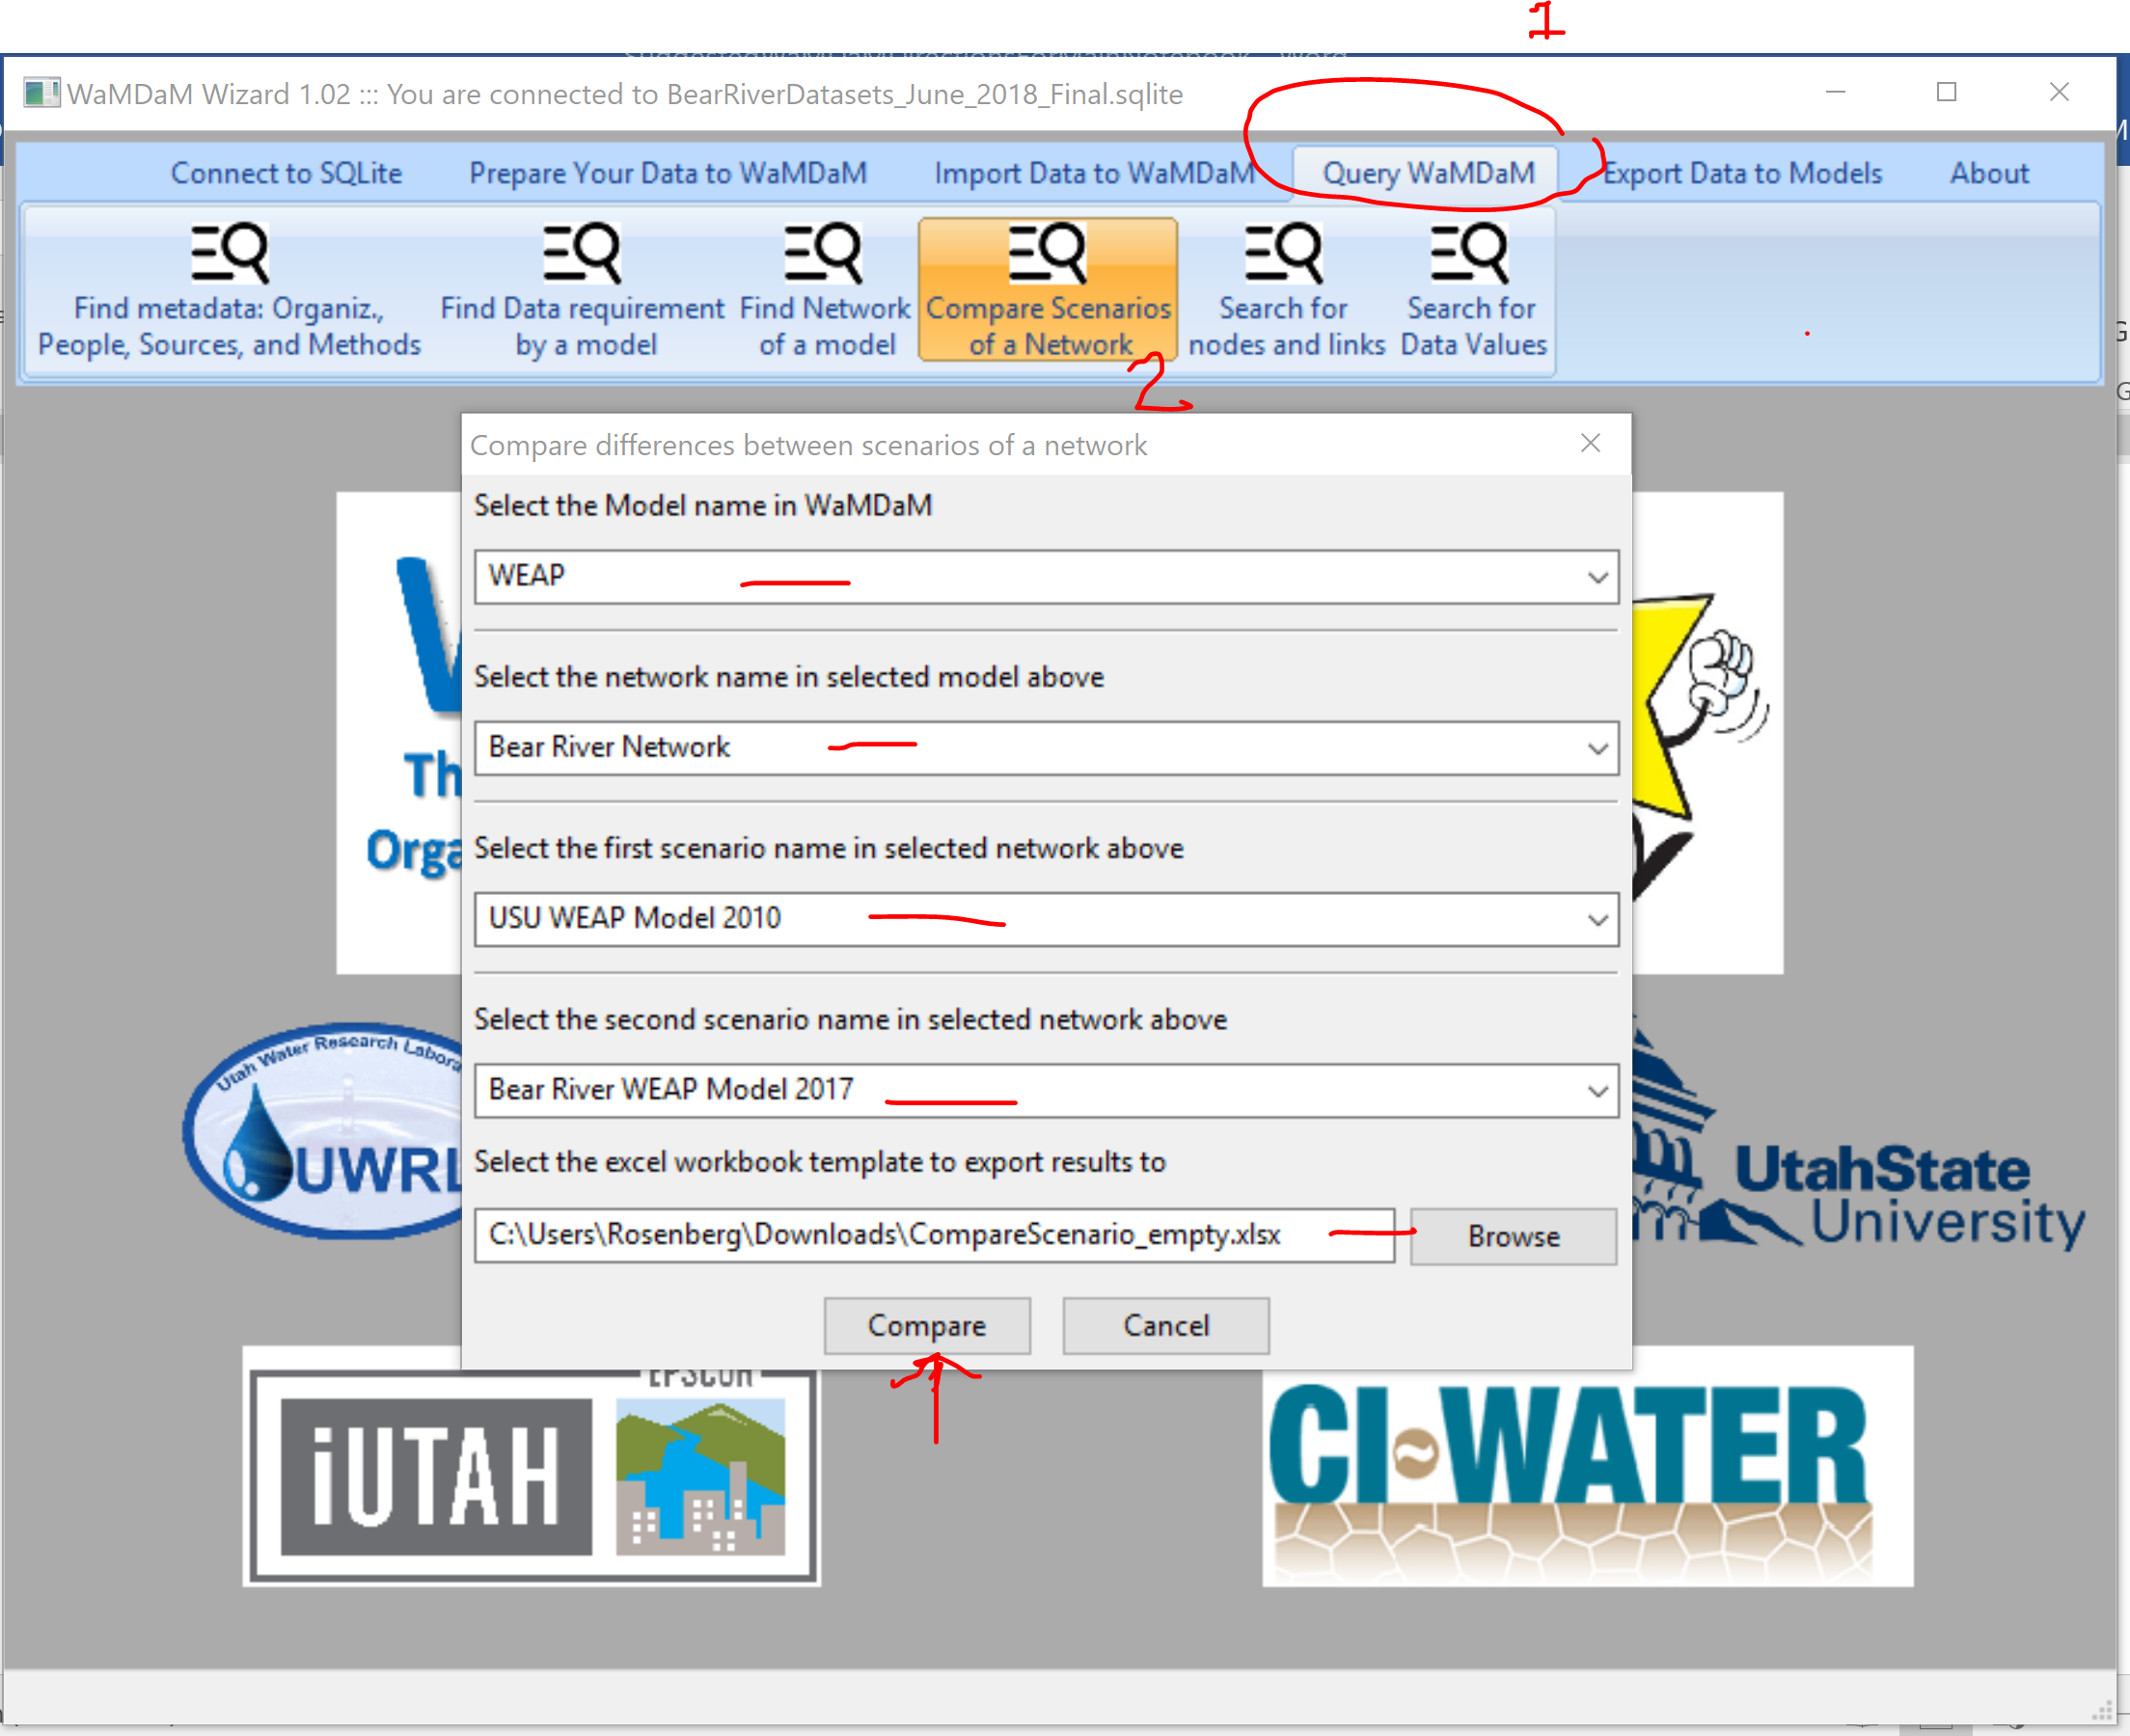 1
WaMDaM Wizard 1.02 ::: You are connected to BearRiverDatasets_June_2018_Final.sqlite
Connect to SQLite
Prepare Your Data to WaMDaM
Import Data to WaMDaM
Query WaMDaM
Export Data to Models
About
Find metadata: Organiz.,
People, Sources, and Methods
Find Data requirement
by a model
Find Network
of a model
Compare Scenarios
of a Network
Search for
nodes and links
Search for
Data Values
2
Compare differences between scenarios of a network
Select the Model name in WaMDaM
WEAP
Select the network name in selected model above
Bear River Network
Select the first scenario name in selected network above
USU WEAP Model 2010
Select the second scenario name in selected network above
Bear River WEAP Model 2017
Select the excel workbook template to export results to
C:\Users\Rosenberg\Downloads\CompareScenario_empty.xlsx
Browse
Compare
Cancel
Th
Orga
Utah Water Research Labora
UWRL
UtahState
University
EPSCOR
iUTAH
CI-WATER